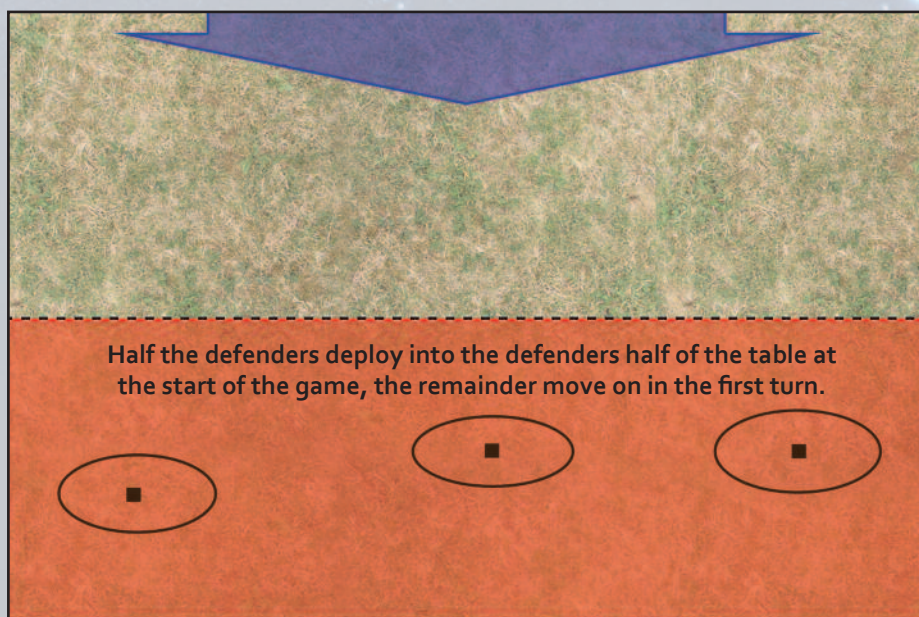 Half the defenders deploy into the defenders half of the table at
the start of the game, the remainder move on in the first turn.